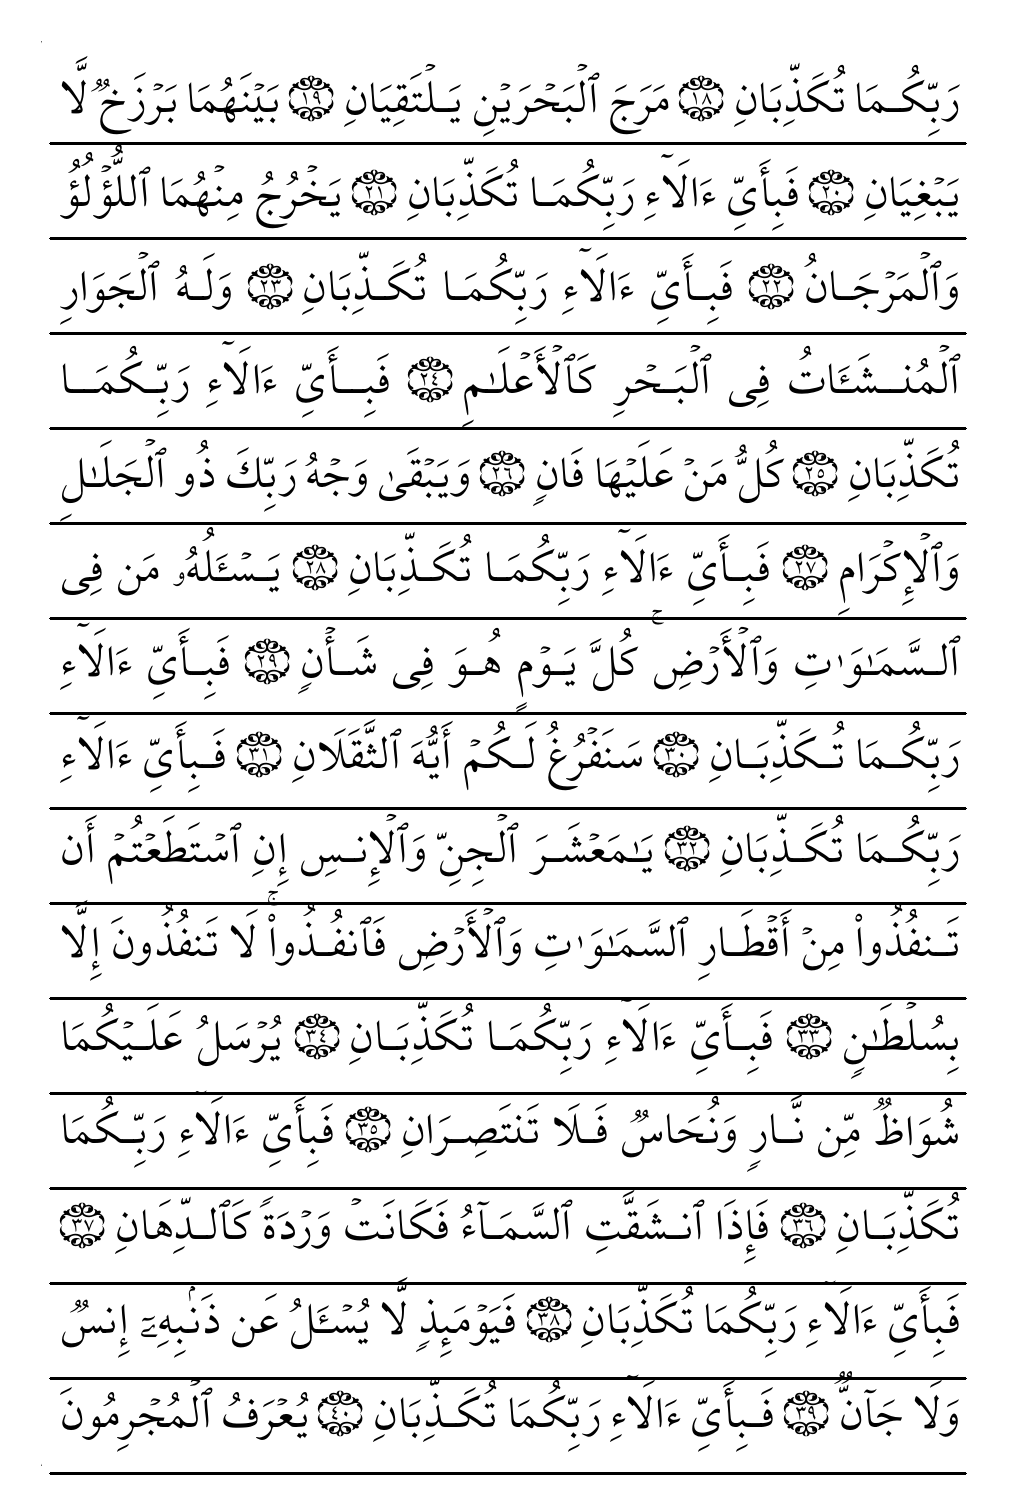 رَبِّكُمَا تُكَذِّبَانِ ١٨ مَرَجَ ٱلْبَحْرَيْنِ يَلْتَقِيَانِ ١٩ بَيْنَهُمَا بَرْزَخٌ لَّا
يَبْغِيَانِ ٢٠ فَبِأَىِّ ءَالَآءِ رَبِّكُمَا تُكَذِّبَانِ ٢١ يَخْرُجُ مِنْهُمَا ٱللُّؤْلُؤُ
وَٱلْمَرْجَانُ ٢٢ فَبِأَىِّ ءَالَآءِ رَبِّكُمَا تُكَذِّبَانِ ٢٣ وَلَهُ ٱلْجَوَارِ
ٱلْمُنشَـَٔاتُ فِى ٱلْبَحْرِ كَٱلْأَعْلَـٰمِ ٢٤ فَبِأَىِّ ءَالَآءِ رَبِّكُمَا
تُكَذِّبَانِ ٢٥ كُلُّ مَنْ عَلَيْهَا فَانٍ ٢٦ وَيَبْقَىٰ وَجْهُ رَبِّكَ ذُو ٱلْجَلَـٰلِ
وَٱلْإِكْرَامِ ٢٧ فَبِأَىِّ ءَالَآءِ رَبِّكُمَا تُكَذِّبَانِ ٢٨ يَسْـَٔلُهُۥ مَن فِى
ٱلسَّمَـٰوَٰتِ وَٱلْأَرْضِ ۚ كُلَّ يَوْمٍ هُوَ فِى شَأْنٍ ٢٩ فَبِأَىِّ ءَالَآءِ
رَبِّكُمَا تُكَذِّبَانِ ٣٠ سَنَفْرُغُ لَكُمْ أَيُّهَ ٱلثَّقَلَانِ ٣١ فَبِأَىِّ ءَالَآءِ
رَبِّكُمَا تُكَذِّبَانِ ٣٢ يَـٰمَعْشَرَ ٱلْجِنِّ وَٱلْإِنسِ إِنِ ٱسْتَطَعْتُمْ أَن
تَنفُذُوا۟ مِنْ أَقْطَارِ ٱلسَّمَـٰوَٰتِ وَٱلْأَرْضِ فَٱنفُذُوا۟ ۚ لَا تَنفُذُونَ إِلَّا
بِسُلْطَـٰنٍ ٣٣ فَبِأَىِّ ءَالَآءِ رَبِّكُمَا تُكَذِّبَانِ ٣٤ يُرْسَلُ عَلَيْكُمَا
شُوَاظٌ مِّن نَّارٍ وَنُحَاسٌ فَلَا تَنتَصِرَانِ ٣٥ فَبِأَىِّ ءَالَآءِ رَبِّكُمَا
تُكَذِّبَانِ ٣٦ فَإِذَا ٱنشَقَّتِ ٱلسَّمَآءُ فَكَانَتْ وَرْدَةً كَٱلدِّهَانِ ٣٧
فَبِأَىِّ ءَالَآءِ رَبِّكُمَا تُكَذِّبَانِ ٣٨ فَيَوْمَئِذٍ لَّا يُسْـَٔلُ عَن ذَنۢبِهِۦٓ إِنسٌ
وَلَا جَآنٌّ ٣٩ فَبِأَىِّ ءَالَآءِ رَبِّكُمَا تُكَذِّبَانِ ٤٠ يُعْرَفُ ٱلْمُجْرِمُونَ